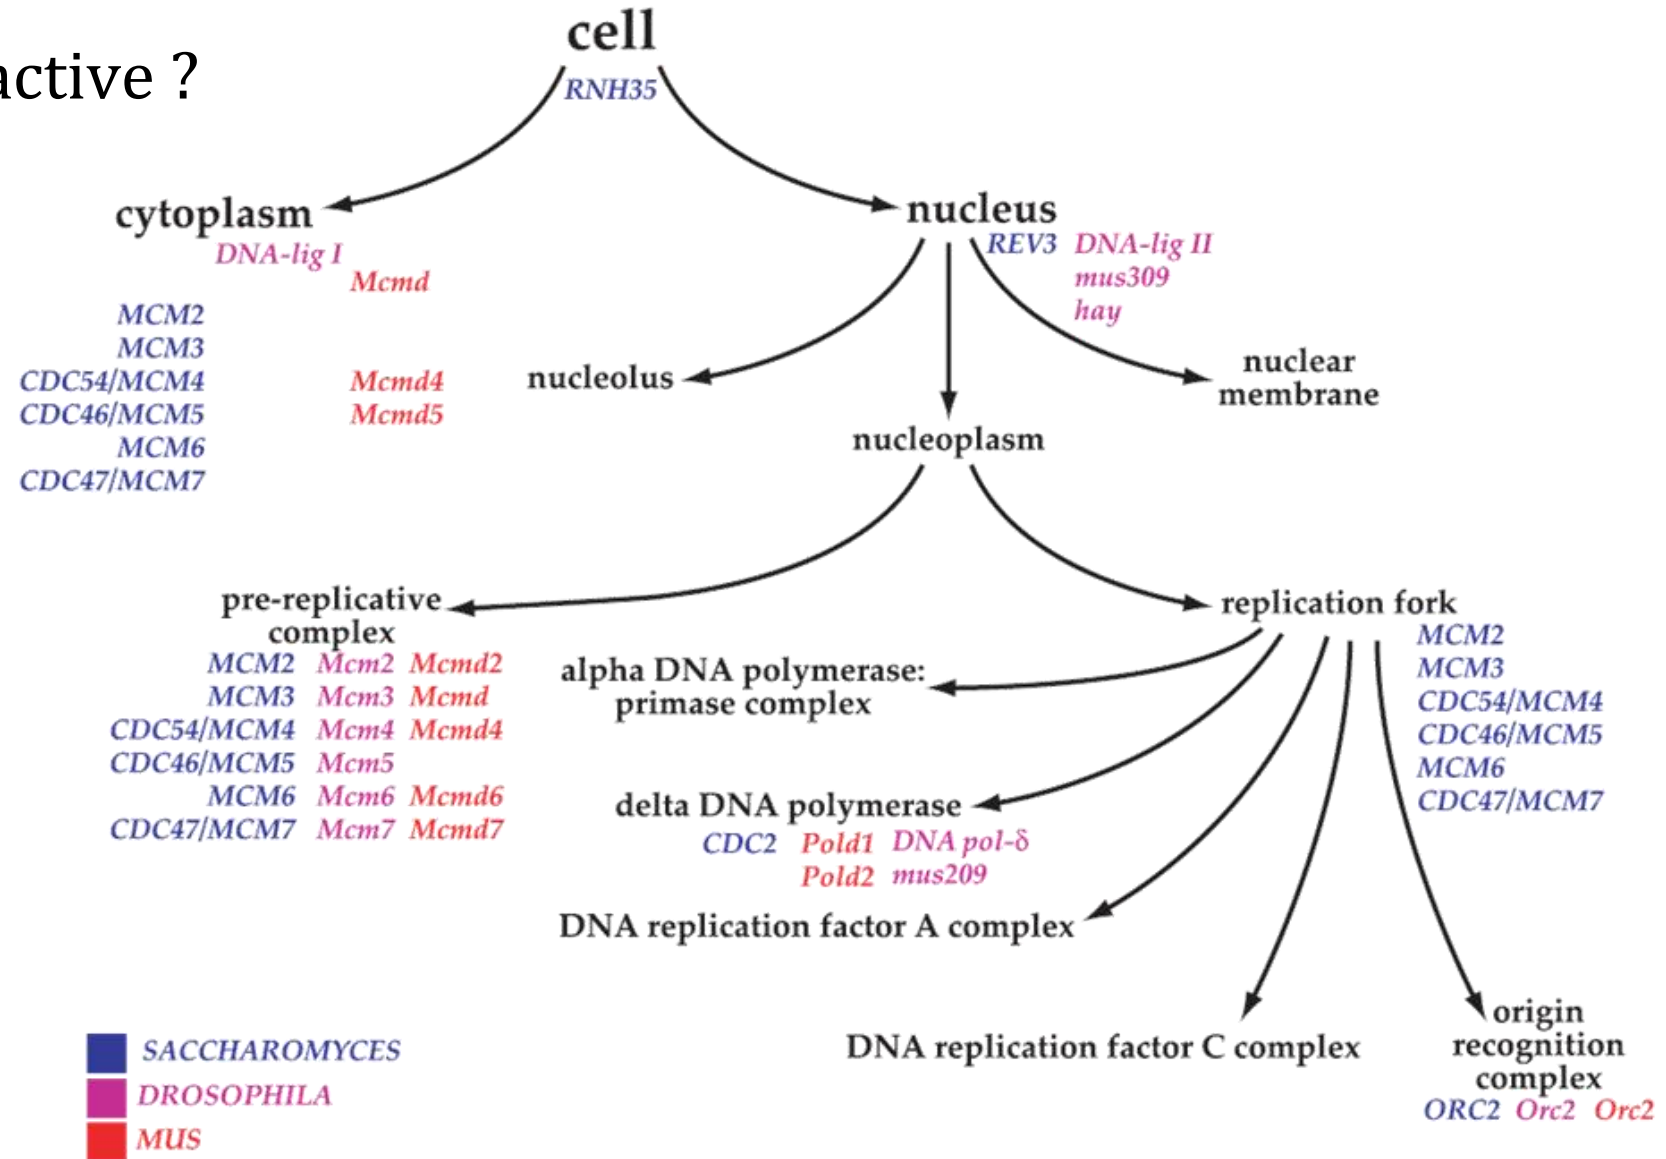 cell
active ?
RNH35
cytoplasm
DNA-lig I
Mcmd
MCM2
MCM3
CDC54/MCM4 Mcmd4
CDC46/MCM5 Mcmd5
MCM6
CDC47/MCM7
nucleus
REV3 DNA-lig II
mus309
hay
nucleolus
nuclear
membrane
nucleoplasm
pre-replicative
complex
MCM2 Mcm2 Mcmd2
MCM3 Mcm3 Mcmd
CDC54/MCM4 Mcm4 Mcmd4
CDC46/MCM5 Mcm5
MCM6 Mcm6 Mcmd6
CDC47/MCM7 Mcm7 Mcmd7
replication fork
MCM2
MCM3
CDC54/MCM4
CDC46/MCM5
MCM6
CDC47/MCM7
alpha DNA polymerase:
primase complex
delta DNA polymerase
CDC2 Pold1 DNA pol-δ
Pold2 mus209
DNA replication factor A complex
DNA replication factor C complex
origin
recognition
complex
ORC2 Orc2 Orc2
SACCHAROMYCES
DROSOPHILA
MUS